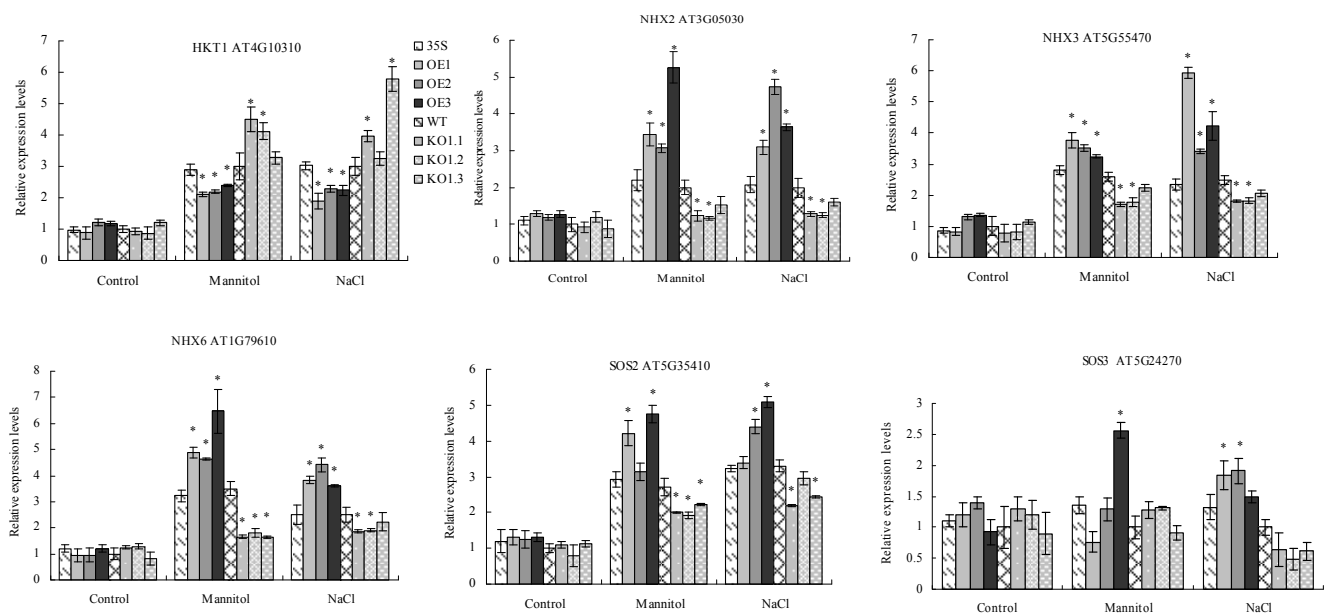 HKT1 AT4G10310
Relative expression levels
7
6
5
4
3
2
1
0
Control Mannitol NaCl
35S
OE1
OE2
OE3
WT
KO1.1
KO1.2
KO1.3
NHX2 AT3G05030
Relative expression levels
6
5
4
3
2
1
0
Control Mannitol NaCl
NHX3 AT5G55470
Relative expression levels
7
6
5
4
3
2
1
0
Control Mannitol NaCl
NHX6 AT1G79610
Relative expression levels
8
7
6
5
4
3
2
1
0
Control Mannitol NaCl
SOS2 AT5G35410
Relative expression levels
6
5
4
3
2
1
0
Control Mannitol NaCl
SOS3 AT5G24270
Relative expression levels
3
2.5
2
1.5
1
0.5
0
Control Mannitol NaCl